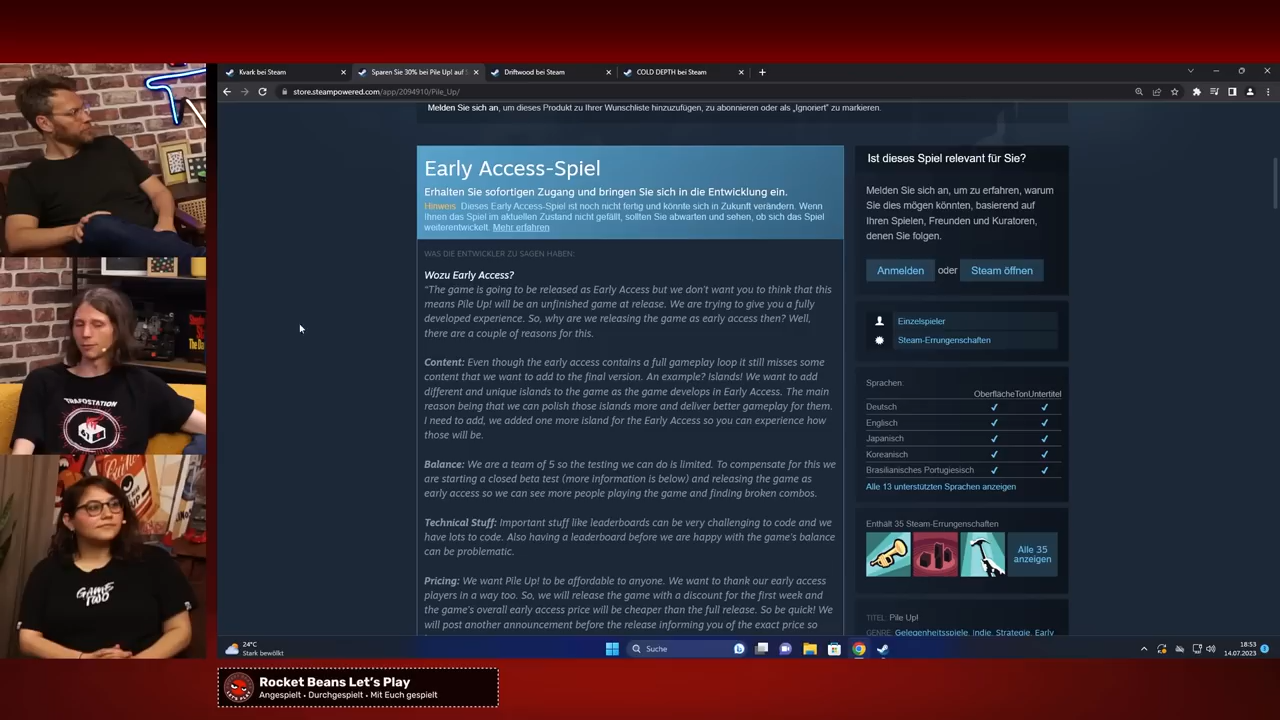 Kvark bei Steam
Sparen Sie 30% bei Pile Up! auf S
Driftwood bei Steam
COLD DEPTH bei Steam
store.steampowered.com/app/2094910/Pile_Up/
Melden Sie sich an, um dieses Produkt zu Ihrer Wunschliste hinzuzufügen, zu abonnieren oder als „Ignoriert" zu markieren.
Early Access-Spiel
Erhalten Sie sofortigen Zugang und bringen Sie sich in die Entwicklung ein.
Hinweis: Dieses Early Access-Spiel ist noch nicht fertig und könnte sich in Zukunft verändern. Wenn
Ihnen das Spiel im aktuellen Zustand nicht gefällt, sollten Sie abwarten und sehen, ob sich das Spiel
weiterentwickelt. Mehr erfahren
WAS DIE ENTWICKLER ZU SAGEN HABEN:
Wozu Early Access?
"The game is going to be released as Early Access but we don't want you to think that this
means Pile Up! will be an unfinished game at release. We are trying to give you a fully
developed experience. So, why are we releasing the game as early access then? Well,
there are a couple of reasons for this.
Content: Even though the early access contains a full gameplay loop it still misses some
content that we want to add to the final version. An example? Islands! We want to add
different and unique islands to the game as the game develops in Early Access. The main
reason being that we can polish those islands more and deliver better gameplay for them.
I need to add, we added one more island for the Early Access so you can experience how
those will be.
Balance: We are a team of 5 so the testing we can do is limited. To compensate for this we
are starting a closed beta test (more information is below) and releasing the game as
early access so we can see more people playing the game and finding broken combos.
Technical Stuff: Important stuff like leaderboards can be very challenging to code and we
have lots to code. Also having a leaderboard before we are happy with the game's balance
can be problematic.
Pricing: We want Pile Up! to be affordable to anyone. We want to thank our early access
players in a way too. So, we will release the game with a discount for the first week and
the game's overall early access price will be cheaper than the full release. So be quick! We
will post another announcement before the release informing you of the exact price so
Ist dieses Spiel relevant für Sie?
Melden Sie sich an, um zu erfahren, warum
Sie dies mögen könnten, basierend auf
Ihren Spielen, Freunden und Kuratoren,
denen Sie folgen.
Anmelden oder Steam öffnen
Einzelspieler
Steam-Errungenschaften
Sprachen:
OberflächeTonUntertitel
Deutsch ✔ ✔
Englisch ✔ ✔
Japanisch ✔ ✔
Koreanisch ✔ ✔
Brasilianisches Portugiesisch ✔ ✔
Alle 13 unterstützten Sprachen anzeigen
Enthält 35 Steam-Errungenschaften
Alle 35
anzeigen
TITEL: Pile Up!
GENRE: Gelegenheitsspiele, Indie, Strategie, Early
TRAFOSTATION
GAME
TWO
24°C
Stark bewölkt
Suche
18:53
14.07.2023
Rocket Beans Let's Play
Angespielt • Durchgespielt • Mit Euch gespielt